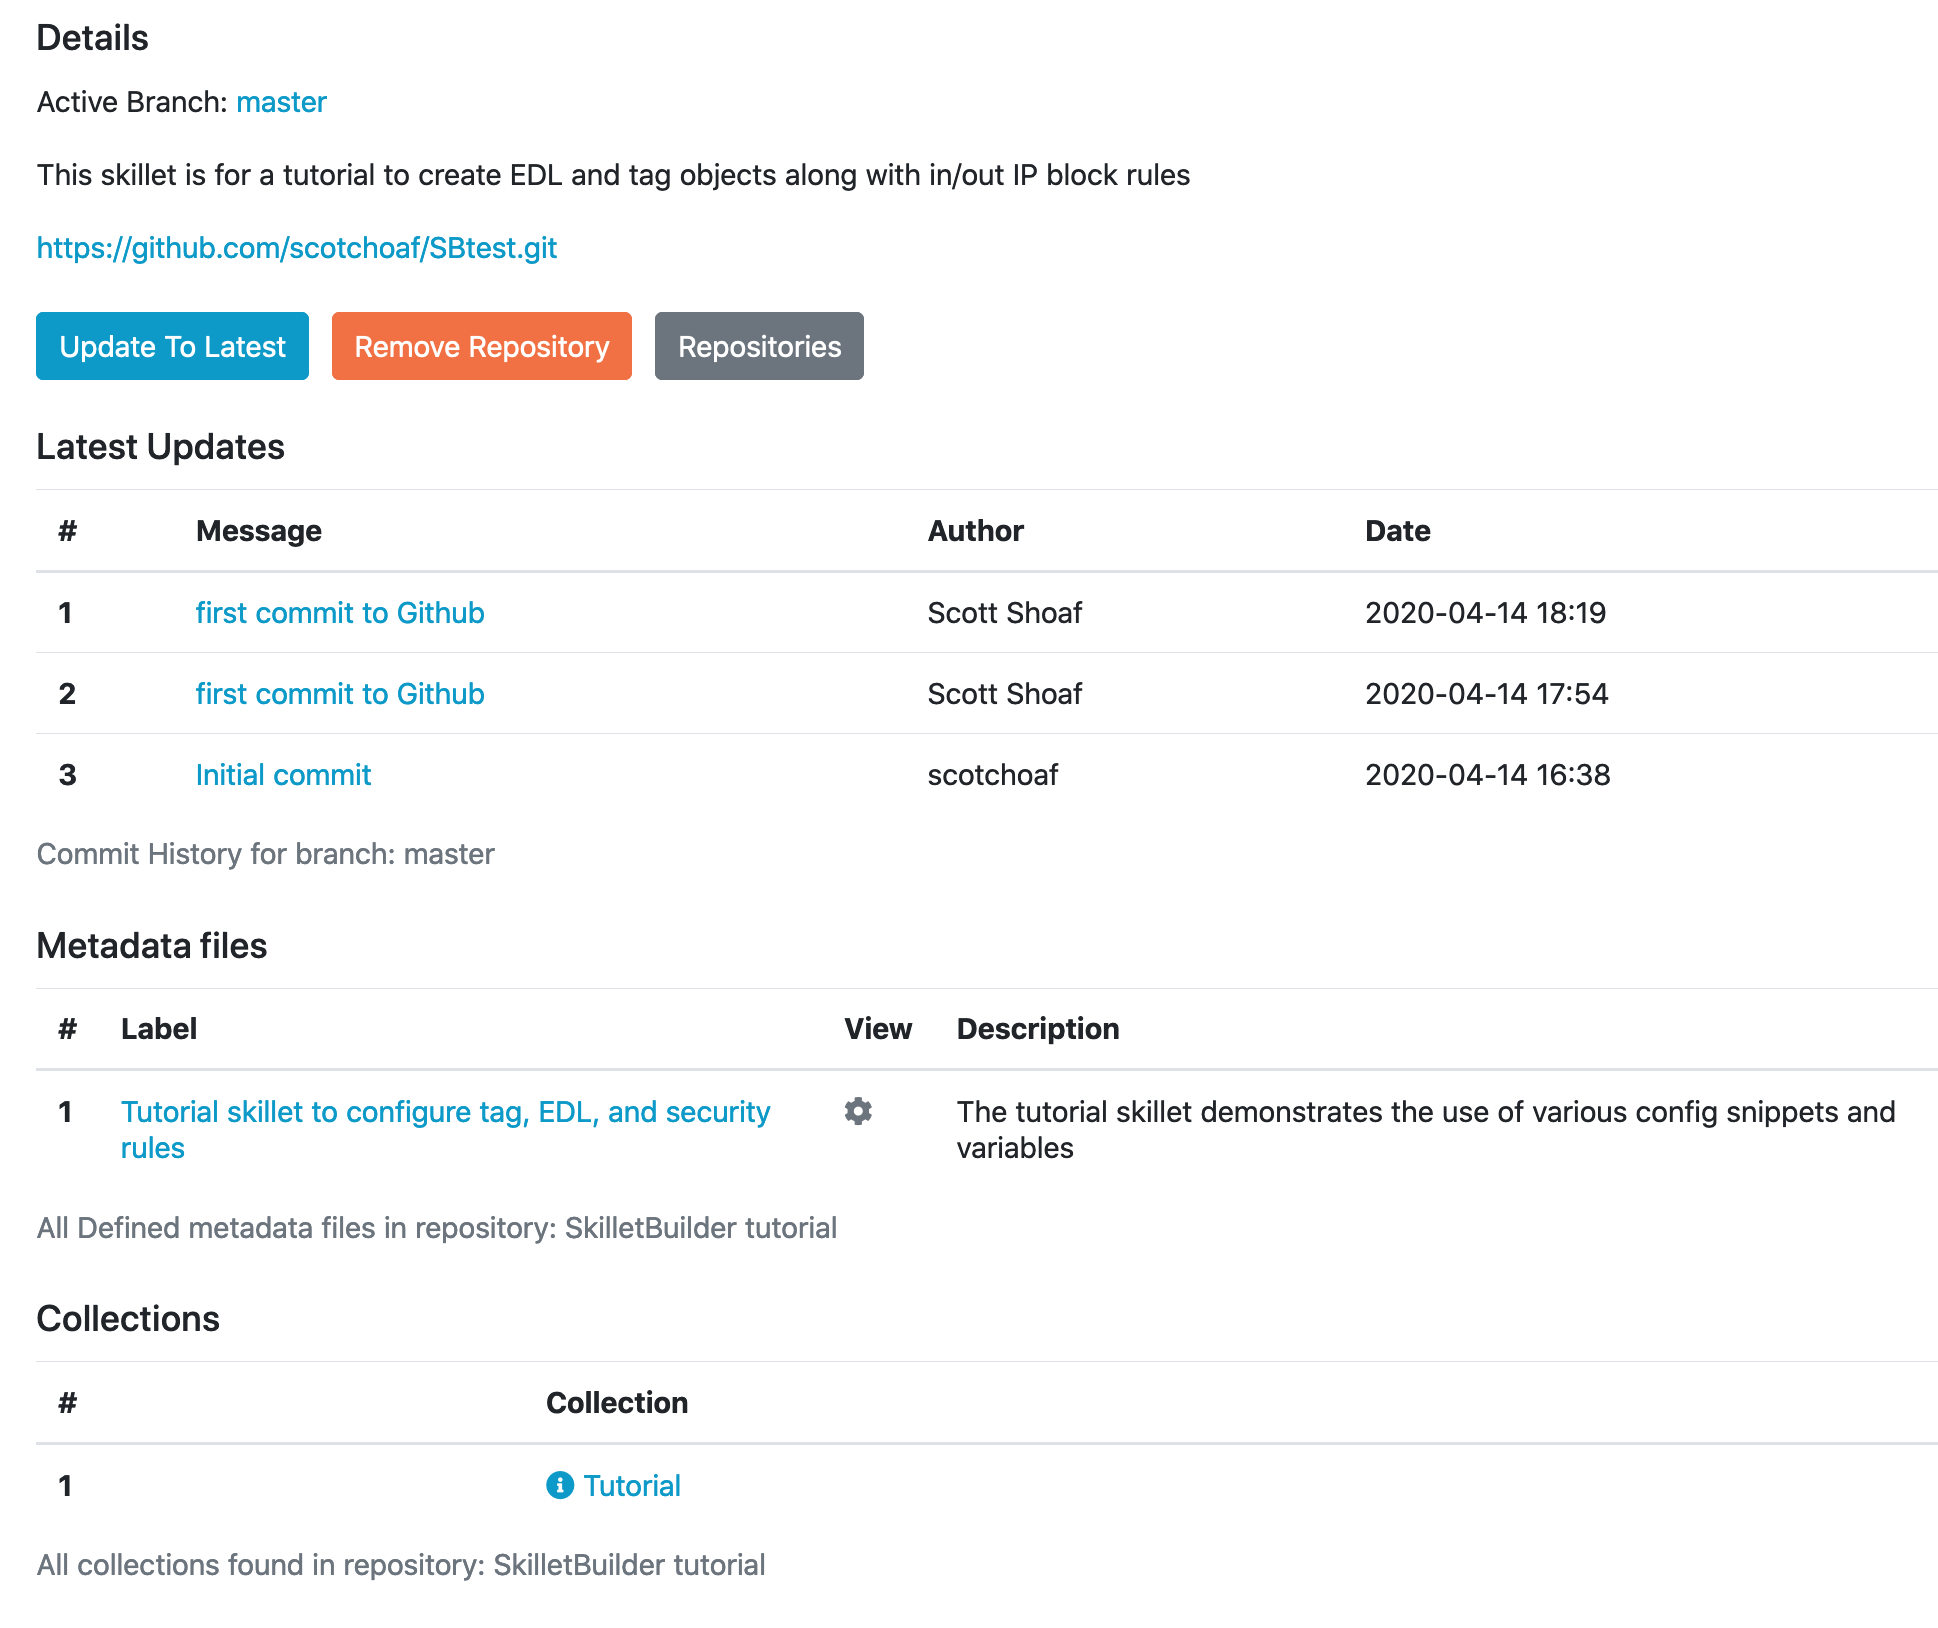 Details
Active Branch: master
This skillet is for a tutorial to create EDL and tag objects along with in/out IP block rules
https://github.com/scotchoaf/SBtest.git
Update To Latest Remove Repository Repositories
Latest Updates
# Message Author Date
1 first commit to Github Scott Shoaf 2020-04-14 18:19
2 first commit to Github Scott Shoaf 2020-04-14 17:54
3 Initial commit scotchoaf 2020-04-14 16:38
Commit History for branch: master
Metadata files
# Label View Description
1 Tutorial skillet to configure tag, EDL, and security The tutorial skillet demonstrates the use of various config snippets and
rules variables
All Defined metadata files in repository: SkilletBuilder tutorial
Collections
# Collection
1 Tutorial
All collections found in repository: SkilletBuilder tutorial